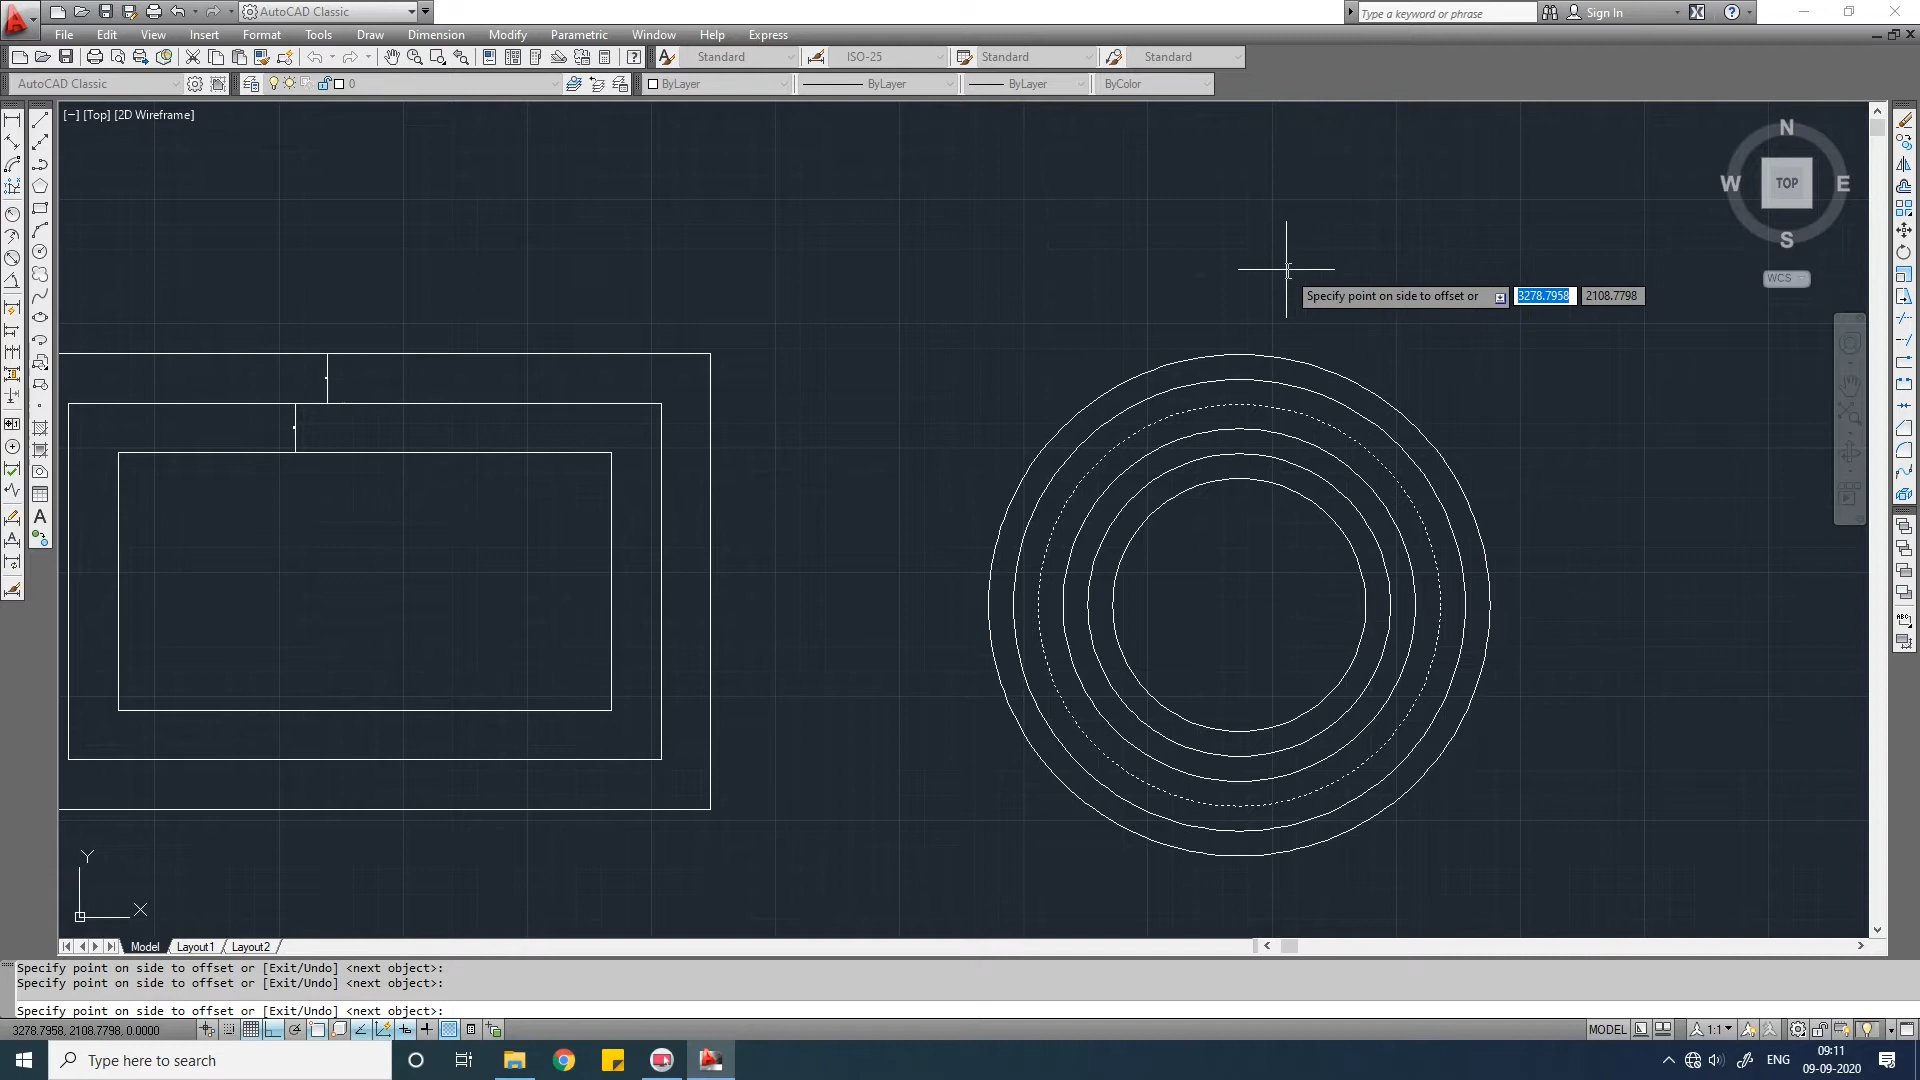 AutoCAD Classic
Type a keyword or phrase
Sign In
File Edit View Insert Format Tools Draw Dimension Modify Parametric Window Help Express
Standard ISO-25 Standard Standard
AutoCAD Classic 0 ByLayer ByLayer ByLayer ByColor
[−] [Top] [2D Wireframe]
N
W TOP E
S
WCS
Specify point on side to offset or 3278.7958 2108.7798
Y
X
Model Layout1 Layout2
Specify point on side to offset or [Exit/Undo] <next object>:
Specify point on side to offset or [Exit/Undo] <next object>:
Specify point on side to offset or [Exit/Undo] <next object>:
3278.7958, 2108.7798, 0.0000
MODEL 1:1
Type here to search
ENG
09:11
09-09-2020